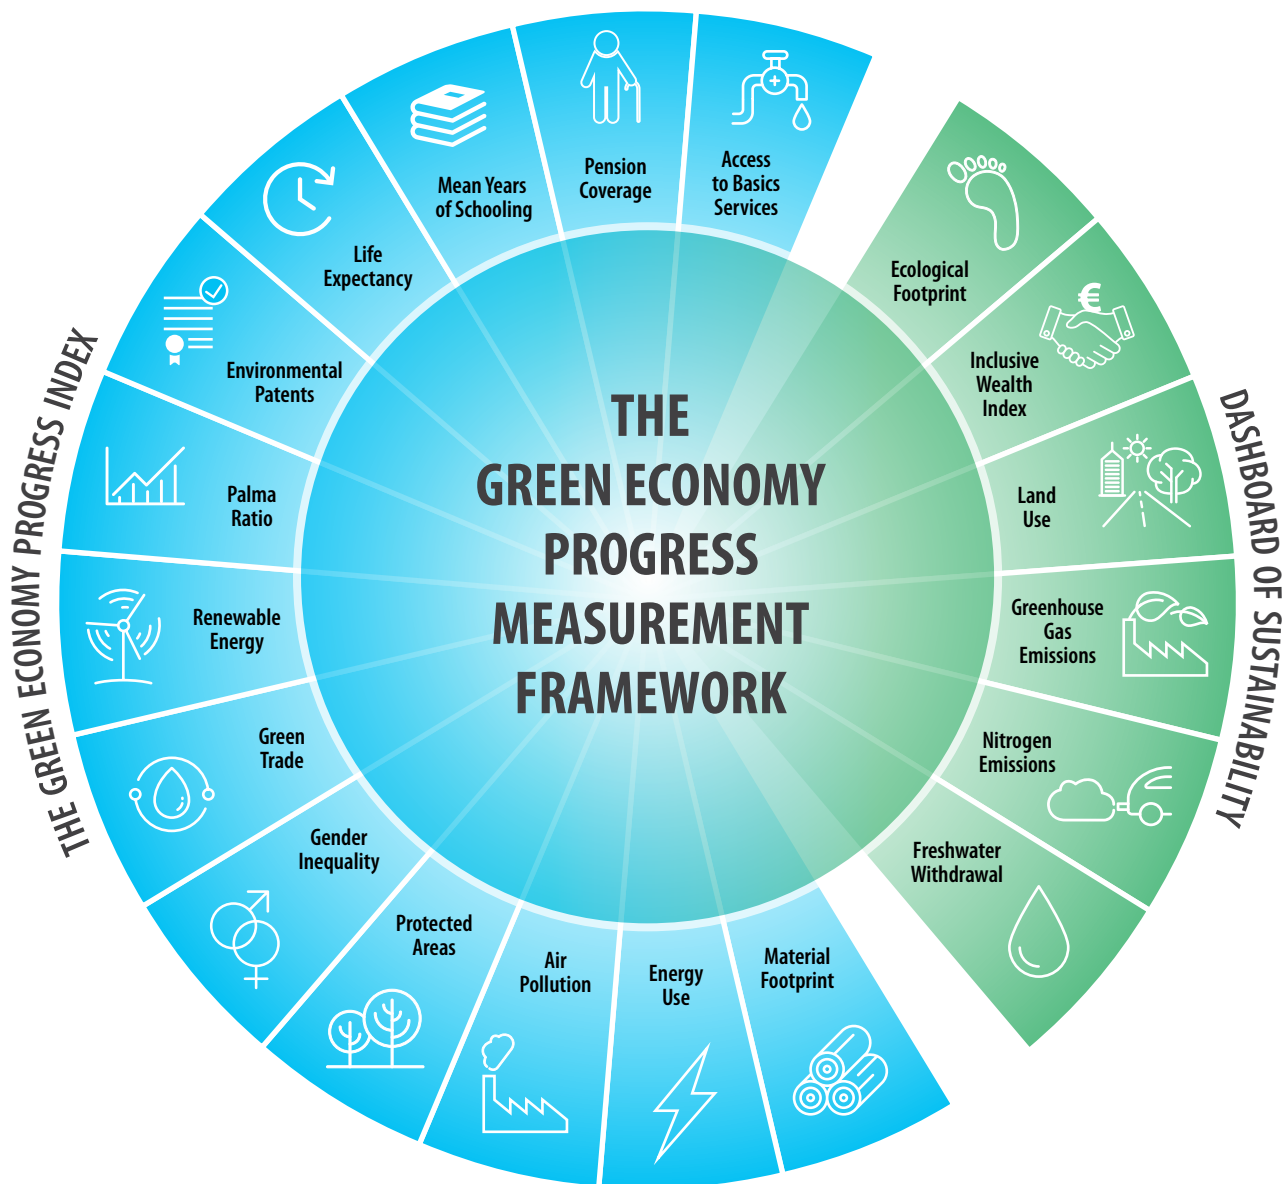 THE GREEN ECONOMY PROGRESS INDEX
DASHBOARD OF SUSTAINABILITY
THE
GREEN ECONOMY
PROGRESS
MEASUREMENT
FRAMEWORK
Access
to Basics
Services
Pension
Coverage
Mean Years
of Schooling
Life
Expectancy
Environmental
Patents
Palma
Ratio
Renewable
Energy
Green
Trade
Gender
Inequality
Protected
Areas
Air
Pollution
Energy
Use
Material
Footprint
Ecological
Footprint
€
Inclusive
Wealth
Index
Land
Use
Greenhouse
Gas
Emissions
Nitrogen
Emissions
Freshwater
Withdrawal